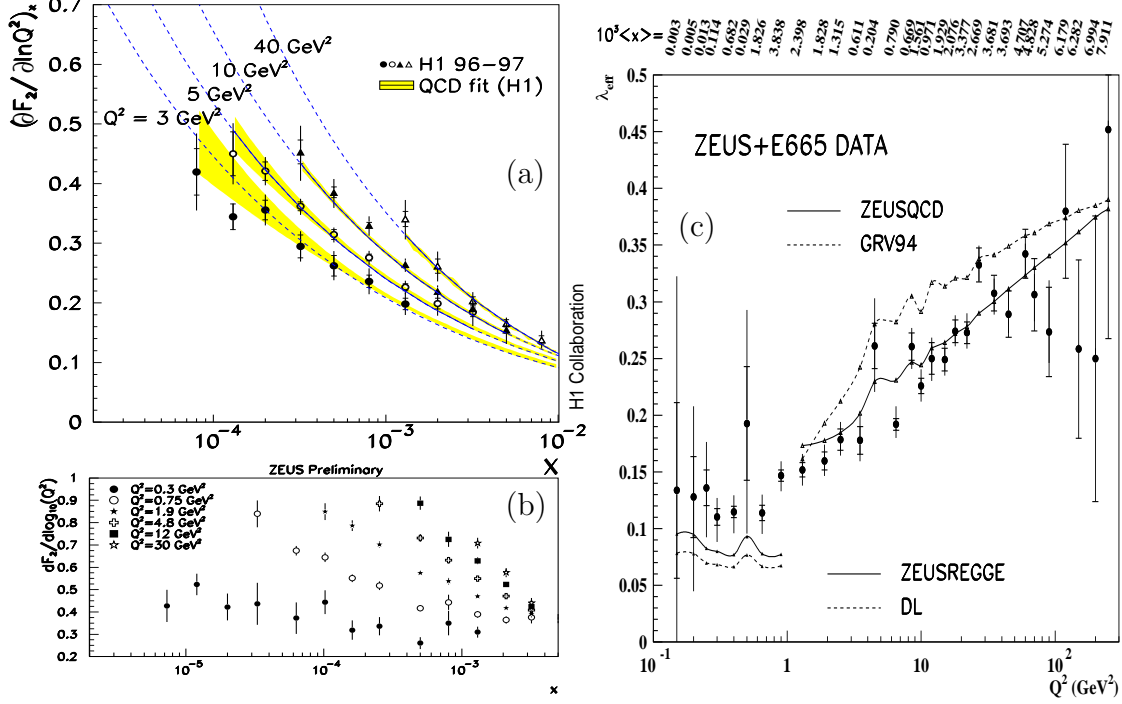 (∂F₂/ ∂lnQ²)ₓ
0.7
0.6
0.5
0.4
0.3
0.2
0.1
0
40 GeV²
10 GeV²
5 GeV²
Q² = 3 GeV²
H1 96-97
QCD fit (H1)
(a)
H1 Collaboration
10⁻⁴
10⁻³
10⁻²
x
ZEUS Preliminary
dF₂/dlog₁₀(Q²)
1
0.9
0.8
0.7
0.6
0.5
0.4
0.3
0.2
Q²=0.3 GeV²
Q²=0.75 GeV²
Q²=1.9 GeV²
Q²=4.8 GeV²
Q²=12 GeV²
Q²=30 GeV²
(b)
10⁻⁵
10⁻⁴
10⁻³
x
10³<x>=
0.003
0.005
0.013
0.114
0.682
0.029
1.826
3.838
2.398
1.828
1.315
0.611
0.204
0.790
0.669
1.561
0.971
1.929
2.076
3.377
2.669
3.681
3.693
4.707
4.828
5.274
6.179
6.282
6.994
7.911
λeff
0.5
0.45
0.4
0.35
0.3
0.25
0.2
0.15
0.1
0.05
0
ZEUS+E665 DATA
ZEUSQCD
GRV94
(c)
ZEUSREGGE
DL
10⁻¹
1
10
10²
Q² (GeV²)